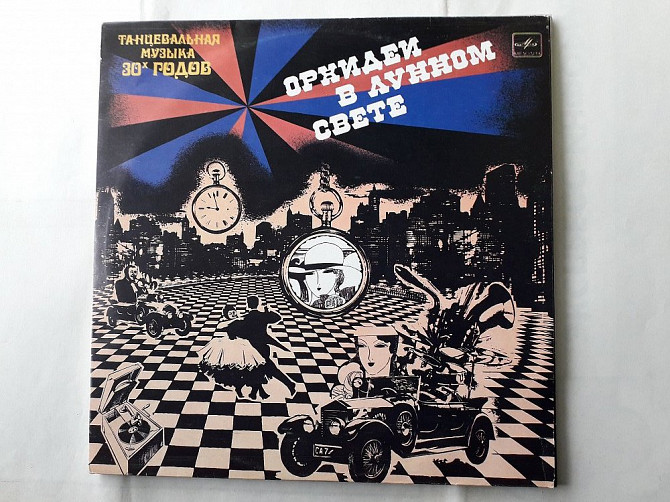 ТАНЦЕВАЛЬНАЯ
МУЗЫКА
30Х ГОДОВ
ОРХИДЕИ
В ЛУННОМ
СВЕТЕ